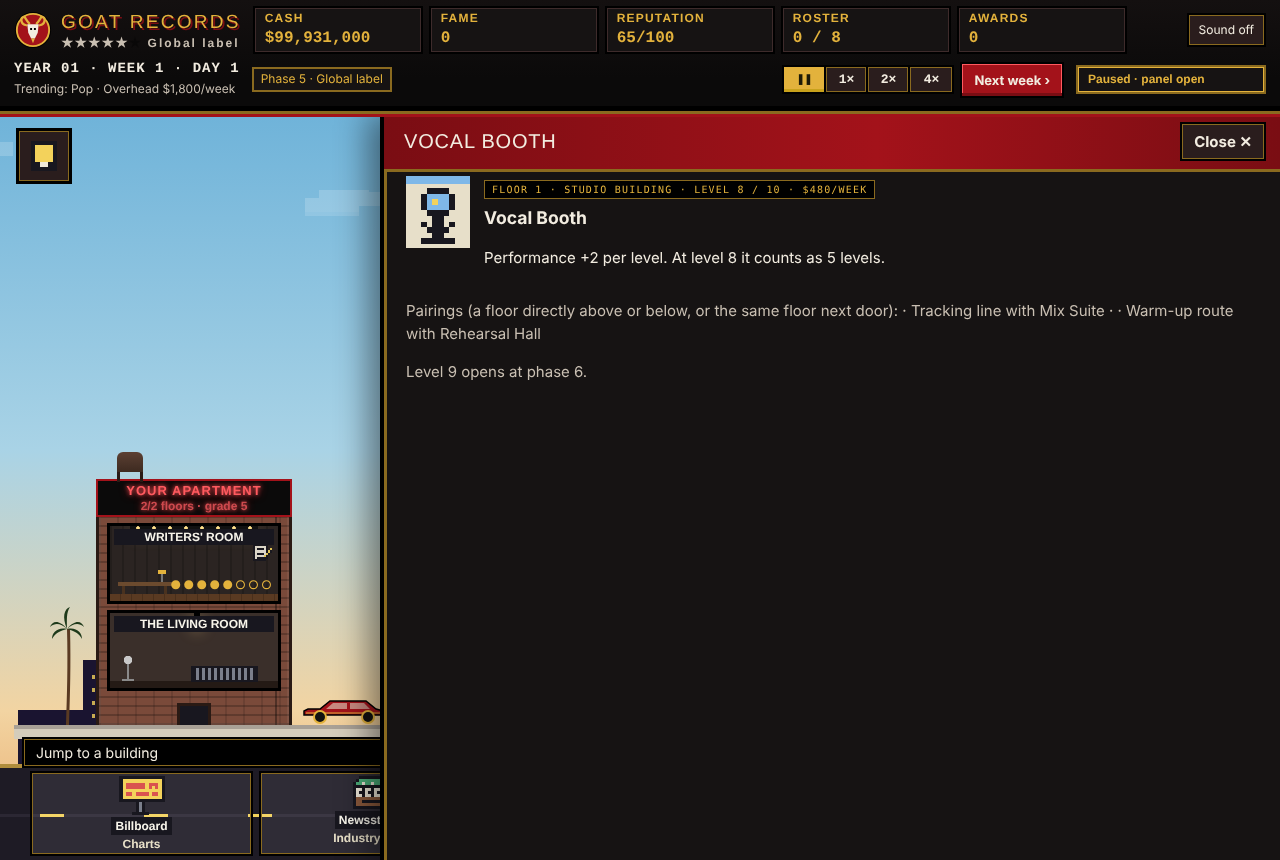 GOAT RECORDS
★★★★★ Global label
YEAR 01 · WEEK 1 · DAY 1
Trending: Pop · Overhead $1,800/week
CASH
$99,931,000
FAME
0
REPUTATION
65/100
ROSTER
0 / 8
AWARDS
0
Sound off
Phase 5 · Global label
❚❚
1×
2×
4×
Next week ›
Paused · panel open
VOCAL BOOTH
Close ✕
FLOOR 1 · STUDIO BUILDING · LEVEL 8 / 10 · $480/WEEK
Vocal Booth
Performance +2 per level. At level 8 it counts as 5 levels.
Pairings (a floor directly above or below, or the same floor next door): · Tracking line with Mix Suite · · Warm-up route
with Rehearsal Hall
Level 9 opens at phase 6.
YOUR APARTMENT
2/2 floors · grade 5
WRITERS' ROOM
THE LIVING ROOM
Jump to a building
Billboard
Charts
Newsst
Industry